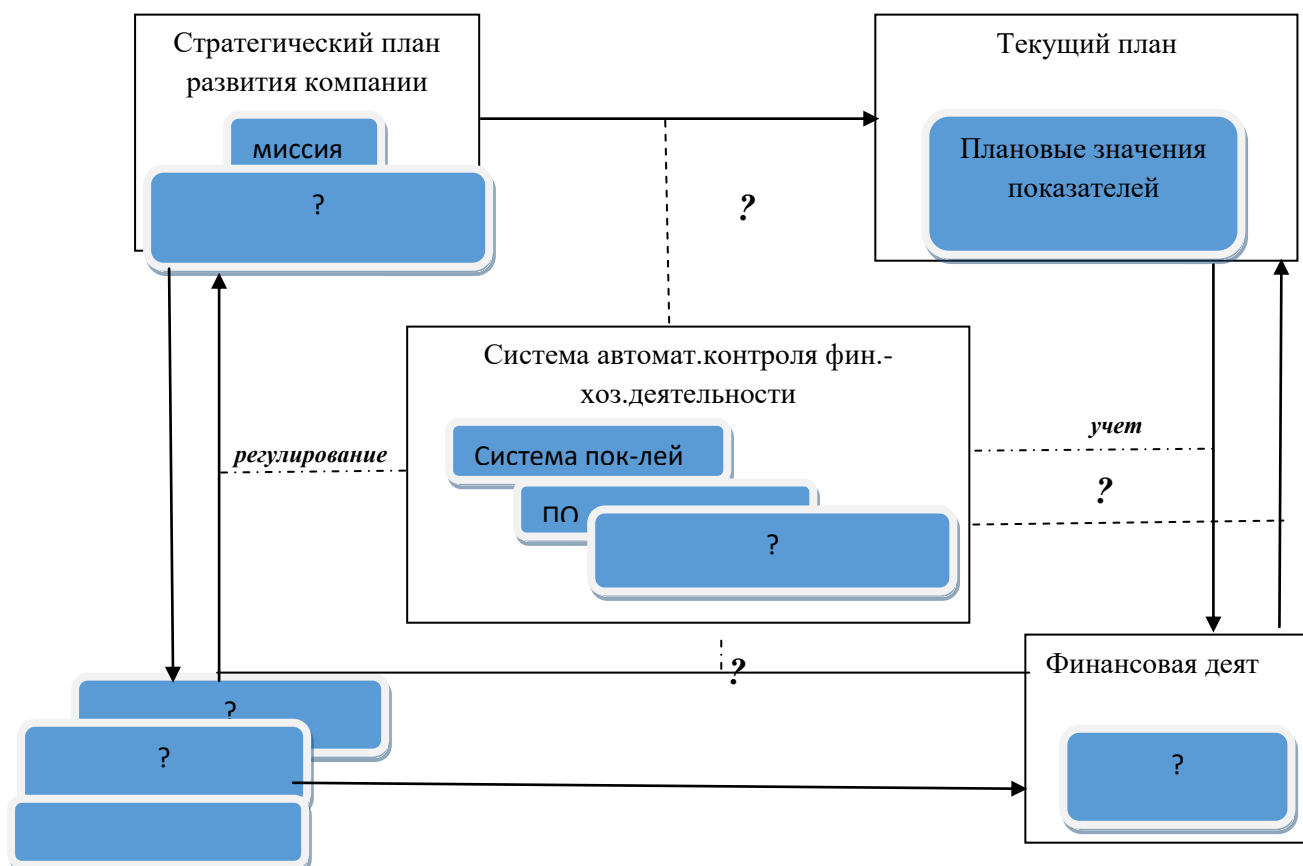 Стратегический план
развития компании
миссия
?
Текущий план
Плановые значения
показателей
?
Система автомат.контроля фин.-
хоз.деятельности
Система пок-лей
ПО
?
регулирование
учет
?
?
Финансовая деят
?
?
?